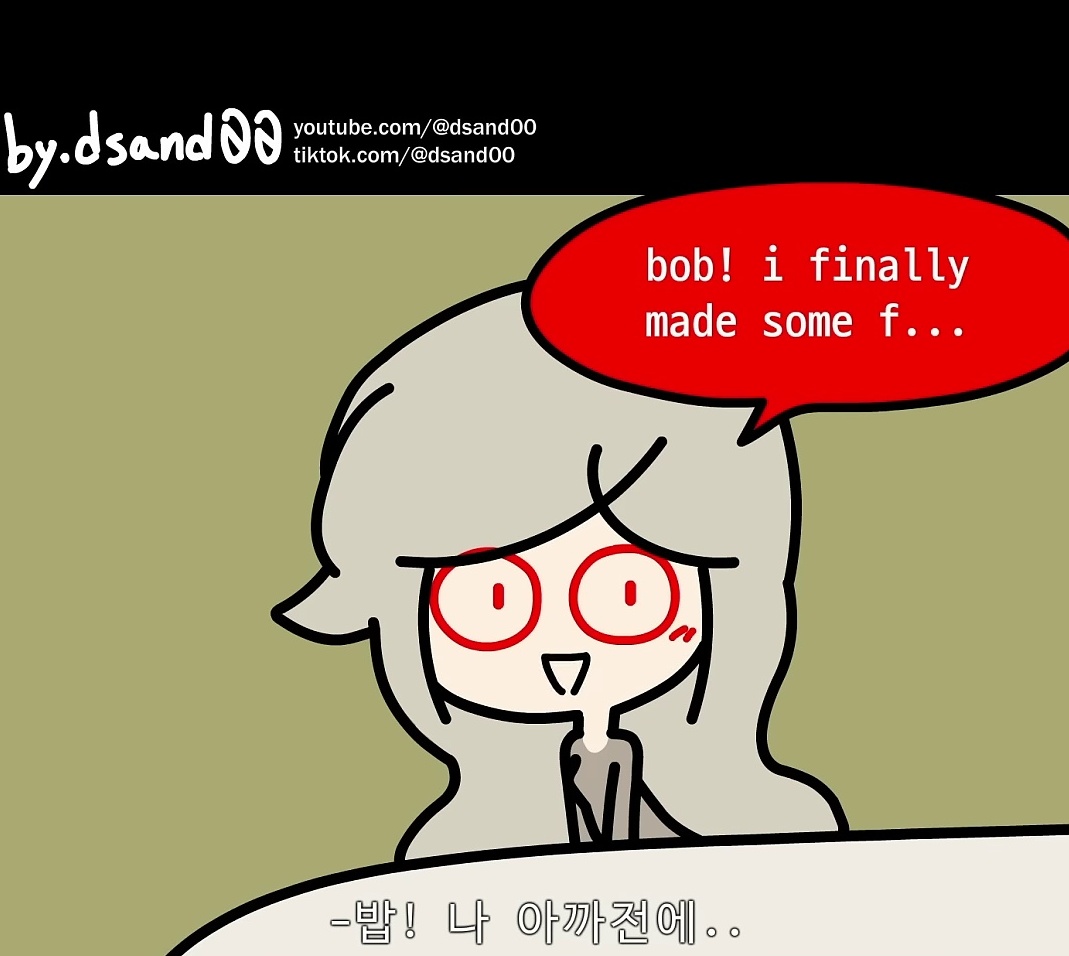 by.dsand00
youtube.com/@dsand00
tiktok.com/@dsand00
bob! i finally
made some f...
-밥! 나 아까전에..